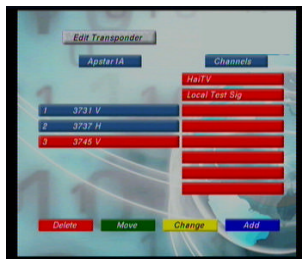 Edit Transponder
Apstar IA
Channels
HaiTV
Local Test Sig
1 3731 V
2 3737 H
3 3745 V
Delete Move Change Add